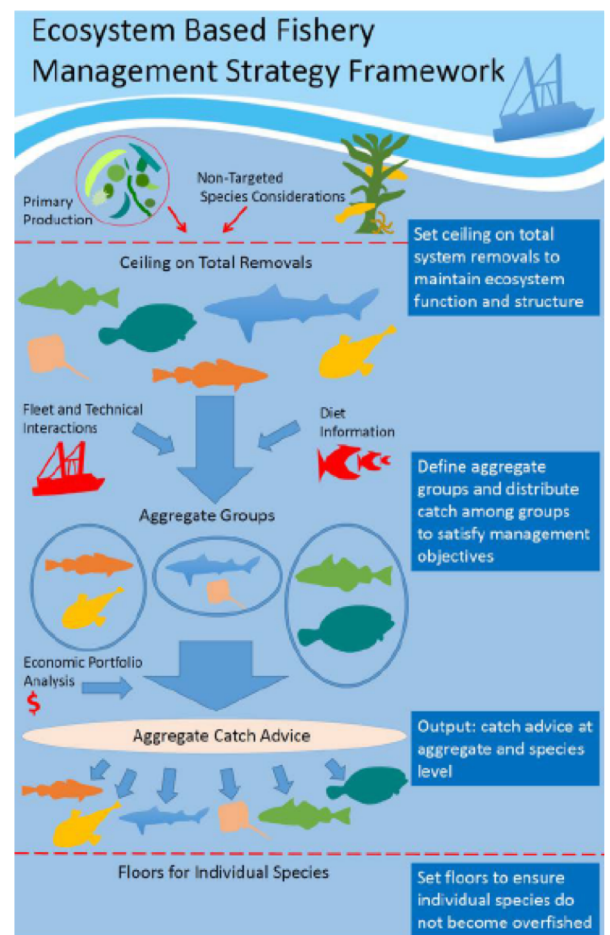 Ecosystem Based Fishery
Management Strategy Framework
Primary
Production
Non-Targeted
Species Considerations
Ceiling on Total Removals
Set ceiling on total
system removals to
maintain ecosystem
function and structure
Fleet and Technical
Interactions
Diet
Information
Aggregate Groups
Define aggregate
groups and distribute
catch among groups
to satisfy management
objectives
Economic Portfolio
Analysis
$
Aggregate Catch Advice
Output: catch advice at
aggregate and species
level
Floors for Individual Species
Set floors to ensure
individual species do
not become overfished